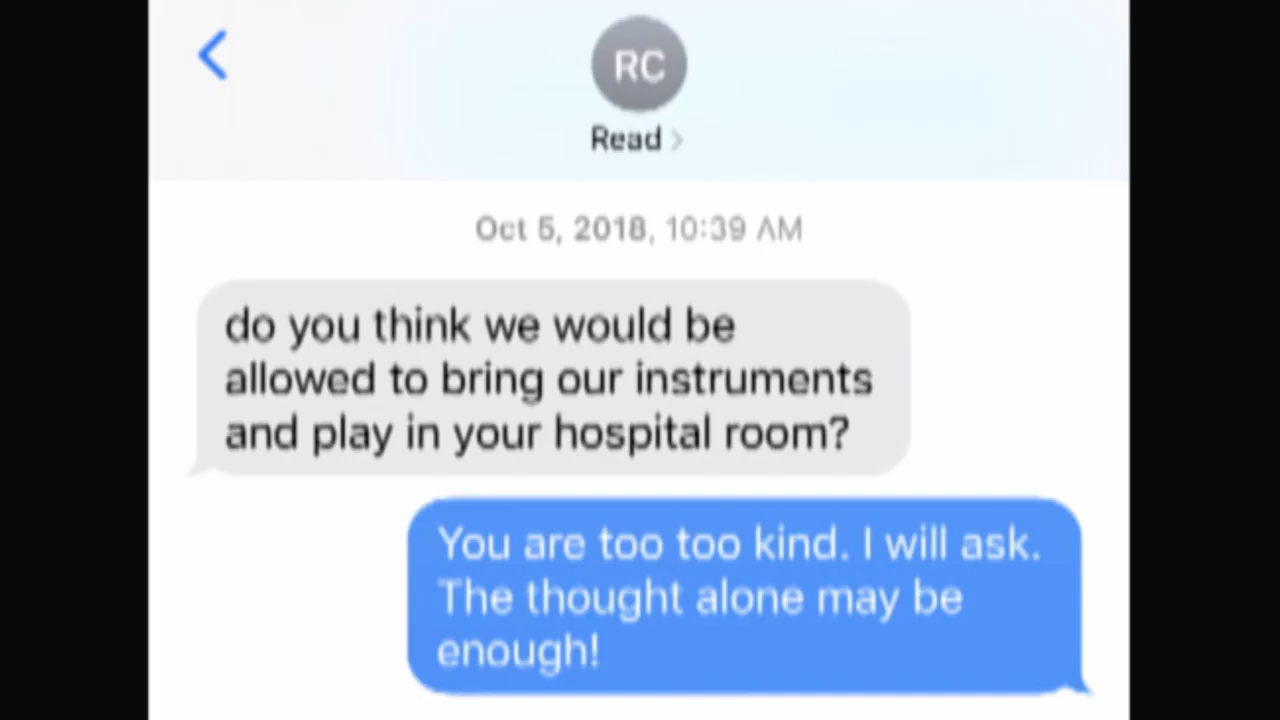 RC
Read >
Oct 5, 2018, 10:39 AM
do you think we would be
allowed to bring our instruments
and play in your hospital room?
You are too too kind. I will ask.
The thought alone may be
enough!